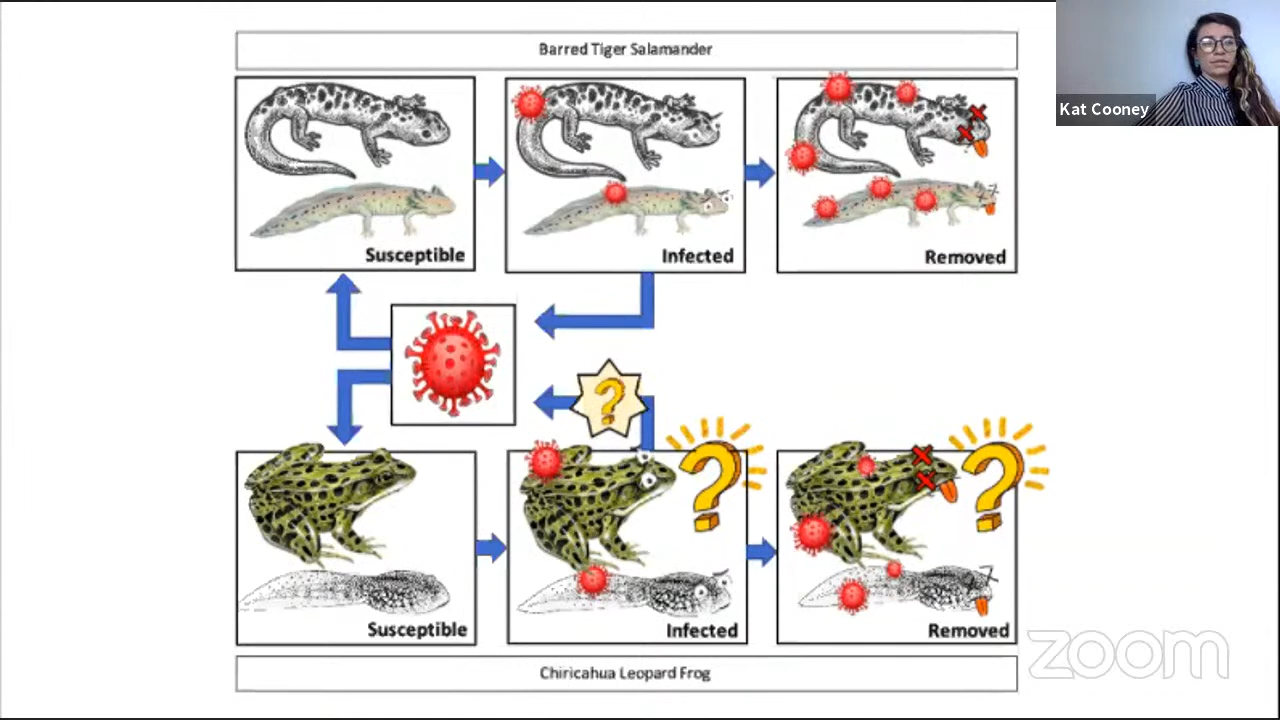 Barred Tiger Salamander
Kat Cooney
Susceptible
Infected
Removed
?
?
?
Susceptible
Infected
Removed
zoom
Chiricahua Leopard Frog